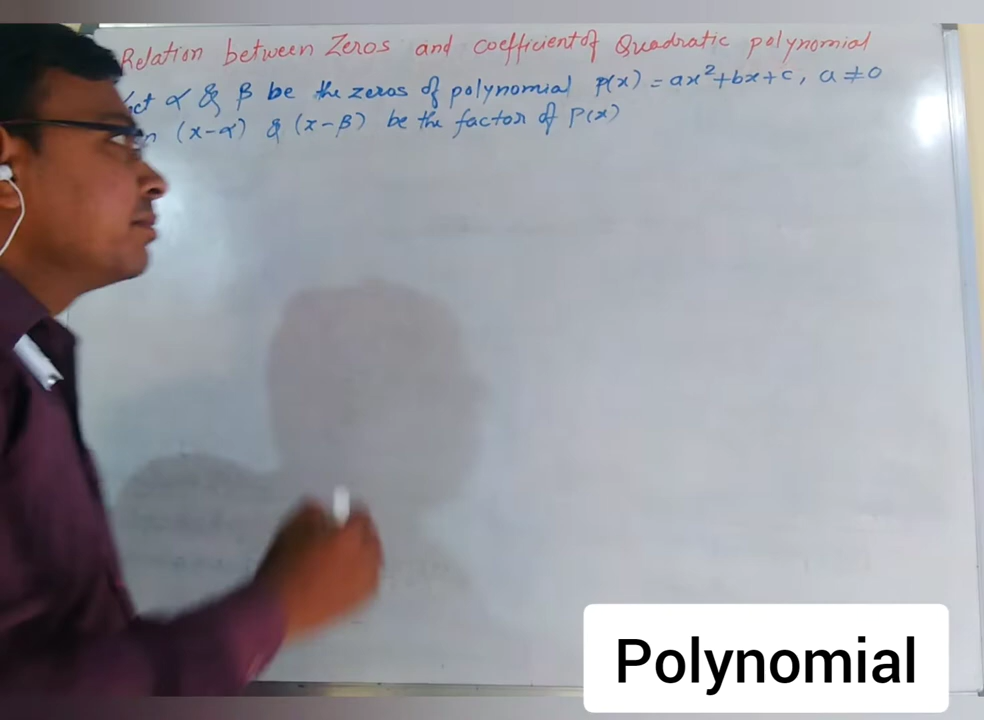 Relation between Zeros and coefficient of Quadratic polynomial
α & β be the zeros of polynomial p(x) = ax²+bx+c, a ≠ 0
(x-α) & (x-β) be the factor of P(x)
Polynomial